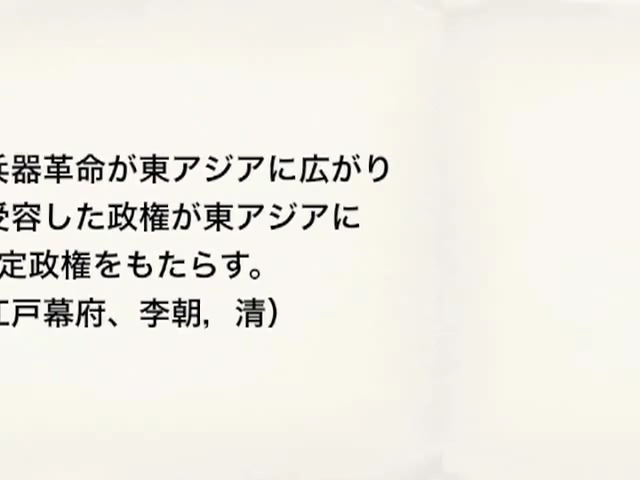 兵器革命が東アジアに広がり
受容した政権が東アジアに
定政権をもたらす。
江戸幕府、李朝，清）